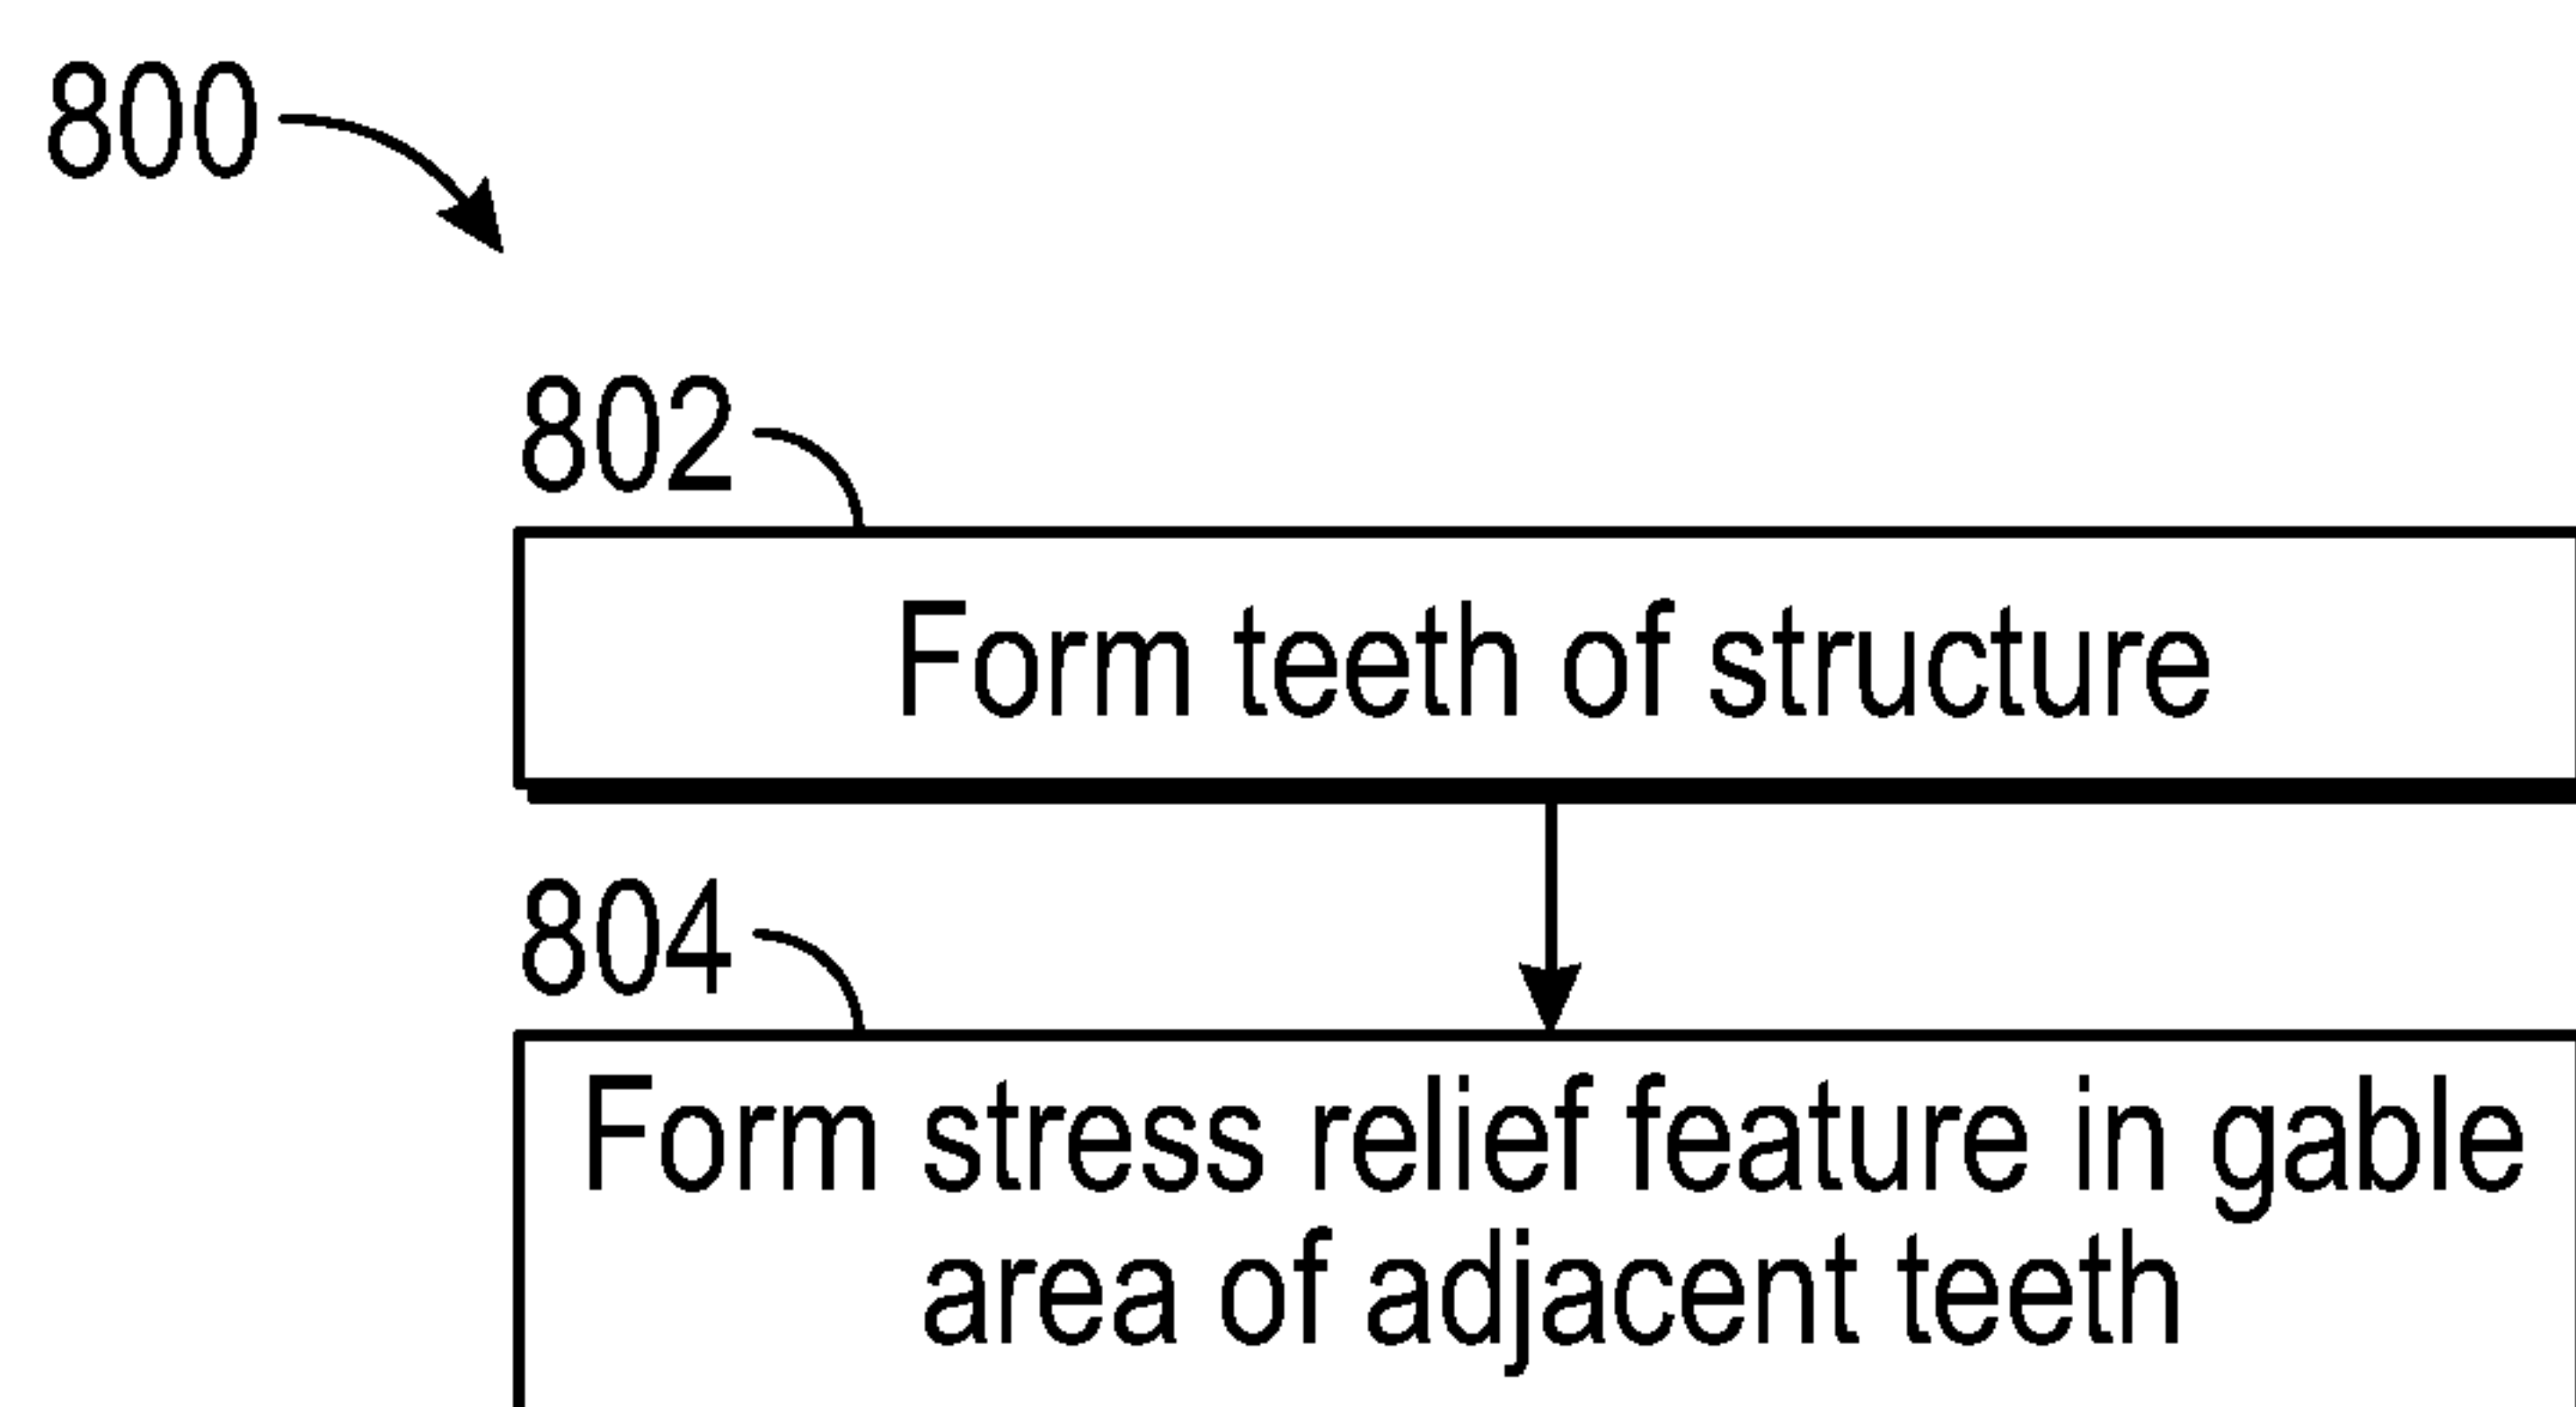 800
802
Form teeth of structure
804
Form stress relief feature in gable
area of adjacent teeth